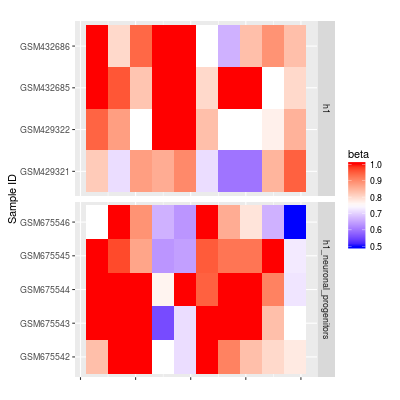 Sample ID
GSM432686
GSM432685
GSM429322
GSM429321
h1
GSM675546
GSM675545
GSM675544
GSM675543
GSM675542
h1_neuronal_progenitors
beta
1.0
0.9
0.8
0.7
0.6
0.5